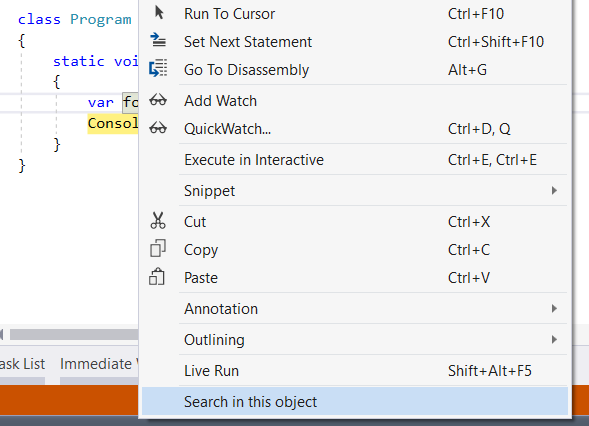 class Program
{
static voi
{
var fo
Consol
}
}
Run To Cursor Ctrl+F10
Set Next Statement Ctrl+Shift+F10
Go To Disassembly Alt+G
Add Watch
QuickWatch... Ctrl+D, Q
Execute in Interactive Ctrl+E, Ctrl+E
Snippet
Cut Ctrl+X
Copy Ctrl+C
Paste Ctrl+V
Annotation
Outlining
Live Run Shift+Alt+F5
Search in this object
ask List Immediate